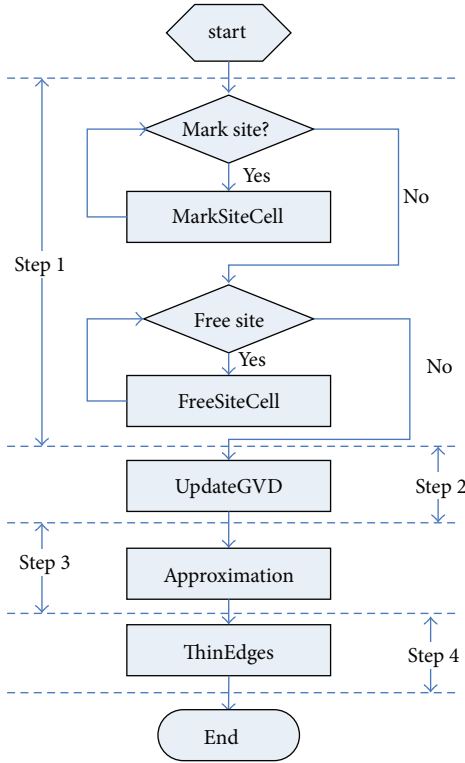 start
Mark site?
Yes
No
MarkSiteCell
Step 1
Free site
Yes
No
FreeSiteCell
UpdateGVD
Step 2
Step 3
Approximation
ThinEdges
Step 4
End